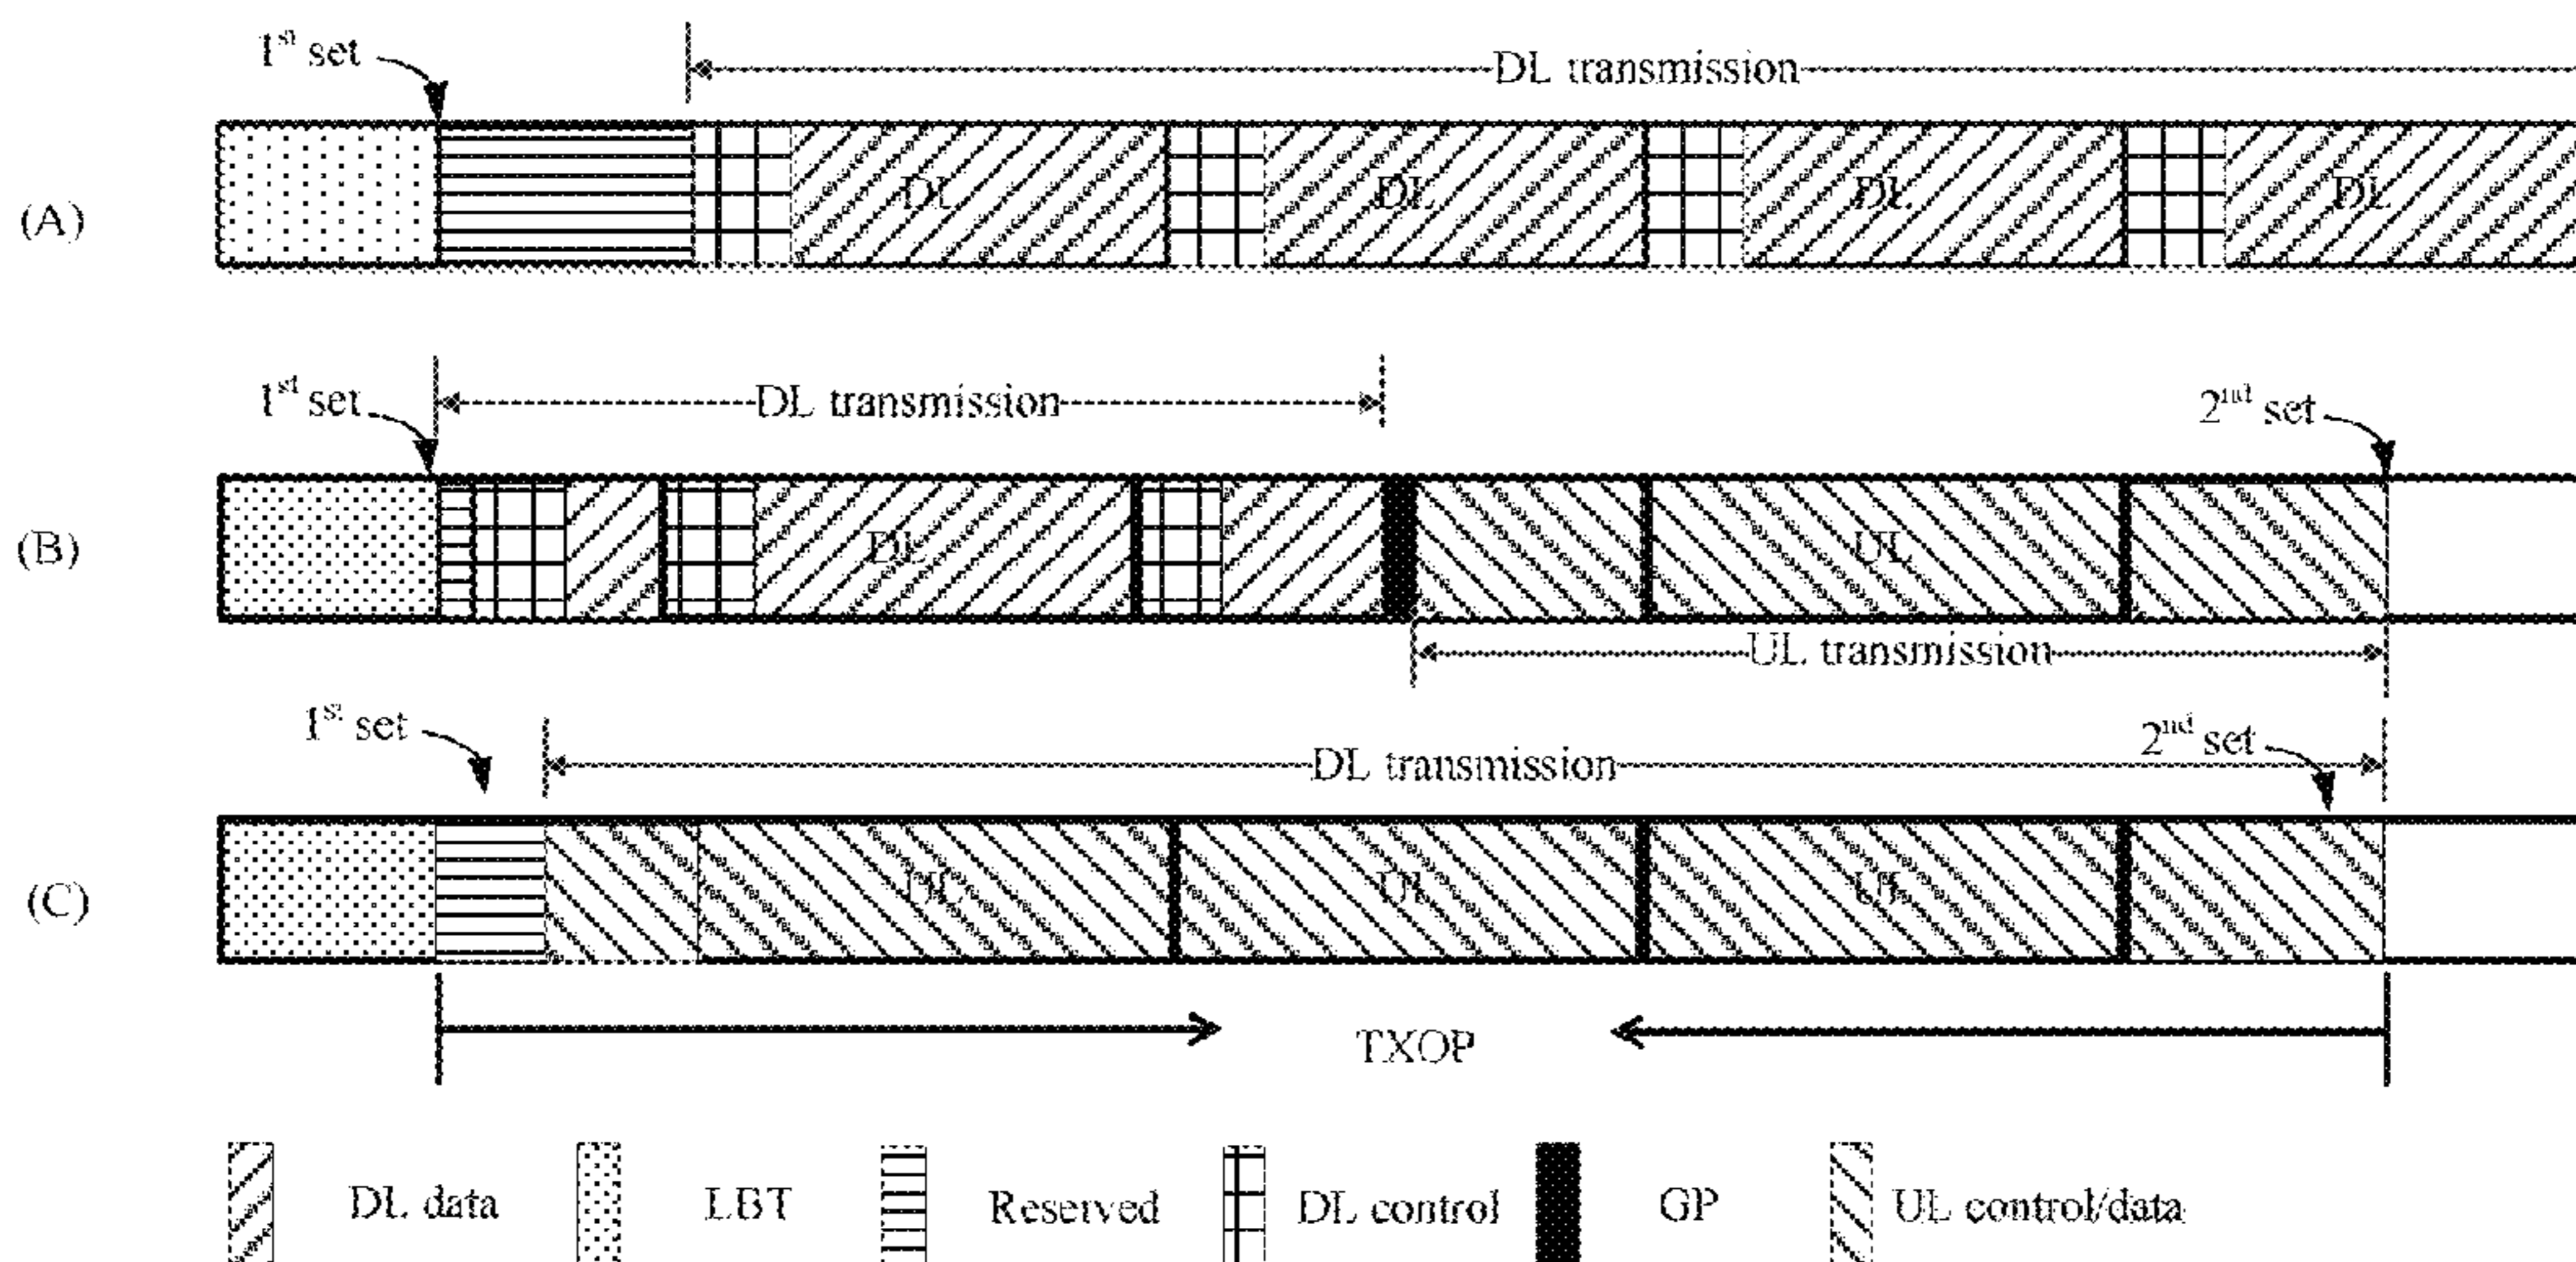 1st set
DL transmission
(A)
DL DL DL DL
1st set
DL transmission
2nd set
(B)
DL UL
UL transmission
1st set
2nd set
DL transmission
(C)
UL UL UL
TXOP
DL data LBT Reserved DL control GP UL control/data